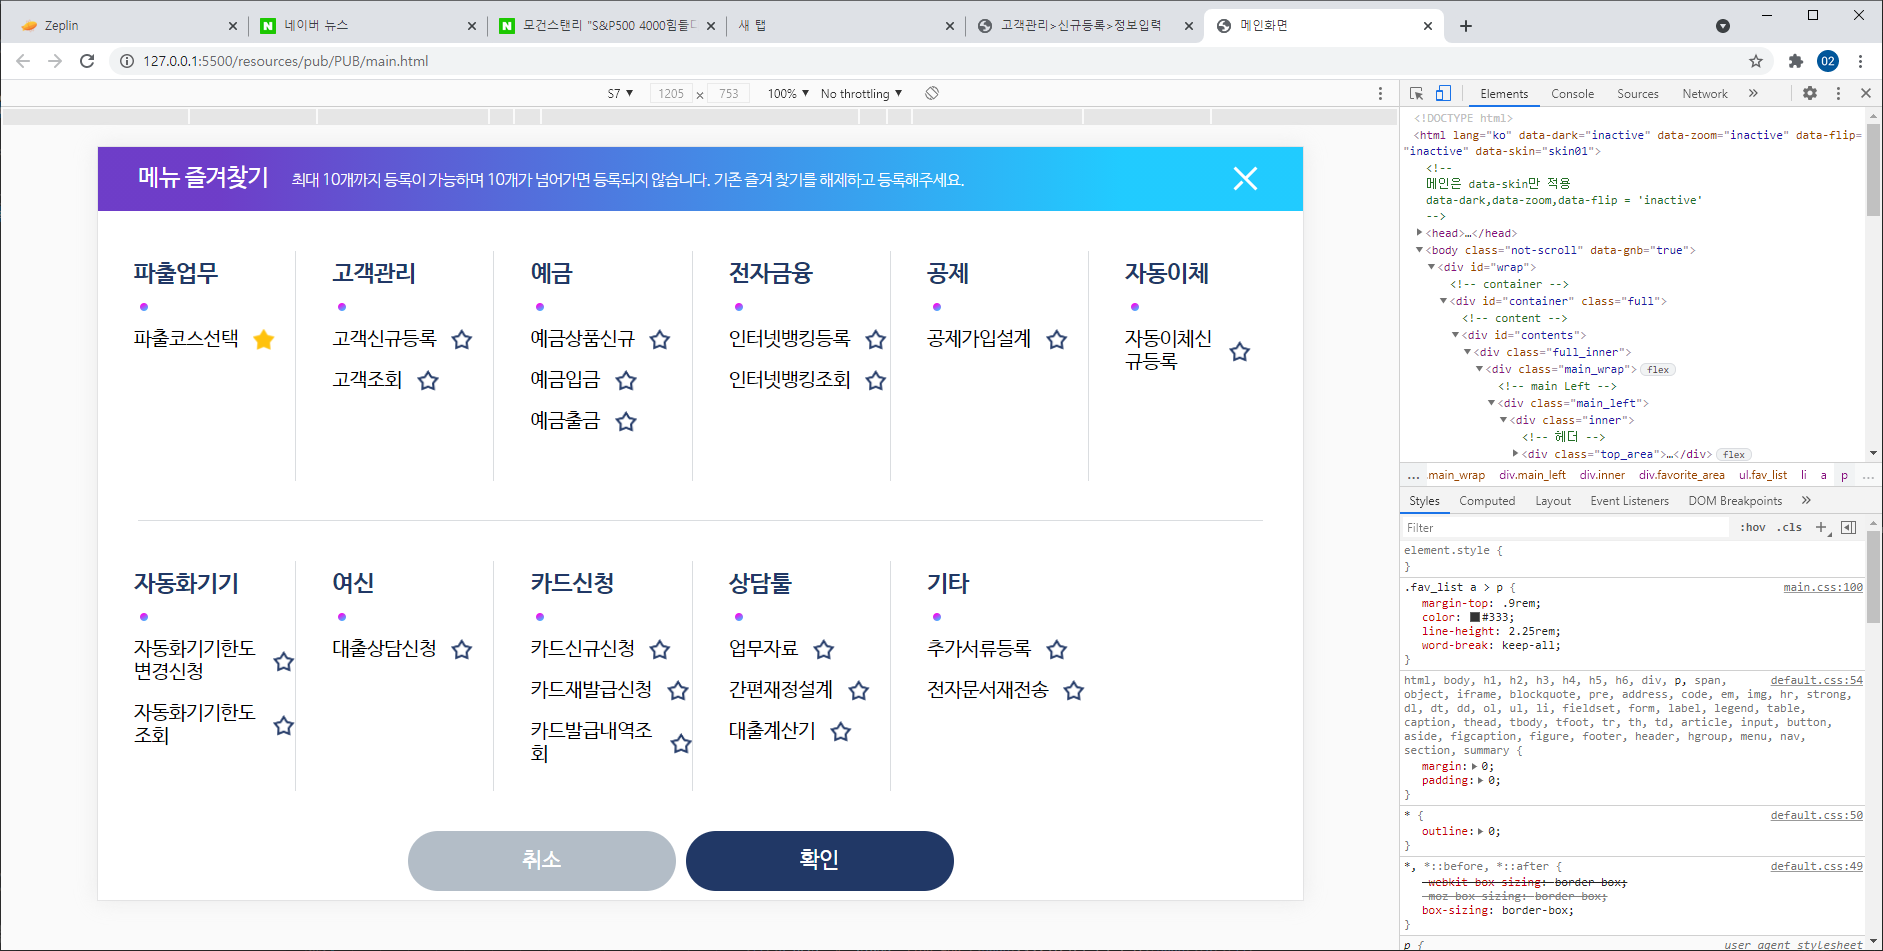 Zeplin
네이버 뉴스
모건스탠리 "S&P500 4000힘들다
새 탭
고객관리>신규등록>정보입력
메인화면
127.0.0.1:5500/resources/pub/PUB/main.html
02
S7 ▼ 1205 × 753 100% ▼ No throttling ▼
Elements Console Sources Network »
메뉴 즐겨찾기 최대 10개까지 등록이 가능하며 10개가 넘어가면 등록되지 않습니다. 기존 즐겨 찾기를 해제하고 등록해주세요.
파출업무
파출코스선택
고객관리
고객신규등록
고객조회
예금
예금상품신규
예금입금
예금출금
전자금융
인터넷뱅킹등록
인터넷뱅킹조회
공제
공제가입설계
자동이체
자동이체신
규등록
자동화기기
자동화기기한도
변경신청
자동화기기한도
조회
여신
대출상담신청
카드신청
카드신규신청
카드재발급신청
카드발급내역조
회
상담툴
업무자료
간편재정설계
대출계산기
기타
추가서류등록
전자문서재전송
취소
확인
<!DOCTYPE html>
<html lang="ko" data-dark="inactive" data-zoom="inactive" data-flip=
"inactive" data-skin="skin01">
<!--
메인은 data-skin만 적용
data-dark,data-zoom,data-flip = 'inactive'
-->
▶<head>…</head>
▼<body class="not-scroll" data-gnb="true">
▼<div id="wrap">
<!-- container -->
▼<div id="container" class="full">
<!-- content -->
▼<div id="contents">
▼<div class="full_inner">
▼<div class="main_wrap"> flex
<!-- main Left -->
▼<div class="main_left">
▼<div class="inner">
<!-- 헤더 -->
▶<div class="top_area">…</div> flex
… main_wrap div.main_left div.inner div.favorite_area ul.fav_list li a p …
Styles Computed Layout Event Listeners DOM Breakpoints »
Filter :hov .cls +
element.style {
}
.fav_list a > p { main.css:100
margin-top: .9rem;
color: #333;
line-height: 2.25rem;
word-break: keep-all;
}
html, body, h1, h2, h3, h4, h5, h6, div, p, span, default.css:54
object, iframe, blockquote, pre, address, code, em, img, hr, strong,
dl, dt, dd, ol, ul, li, fieldset, form, label, legend, table,
caption, thead, tbody, tfoot, tr, th, td, article, input, button,
aside, figcaption, figure, footer, header, hgroup, menu, nav,
section, summary {
margin:▶0;
padding:▶0;
}
* { default.css:50
outline:▶0;
}
*, *::before, *::after { default.css:49
-webkit-box-sizing: border-box;
-moz-box-sizing: border-box;
box-sizing: border-box;
}
p { user agent stylesheet